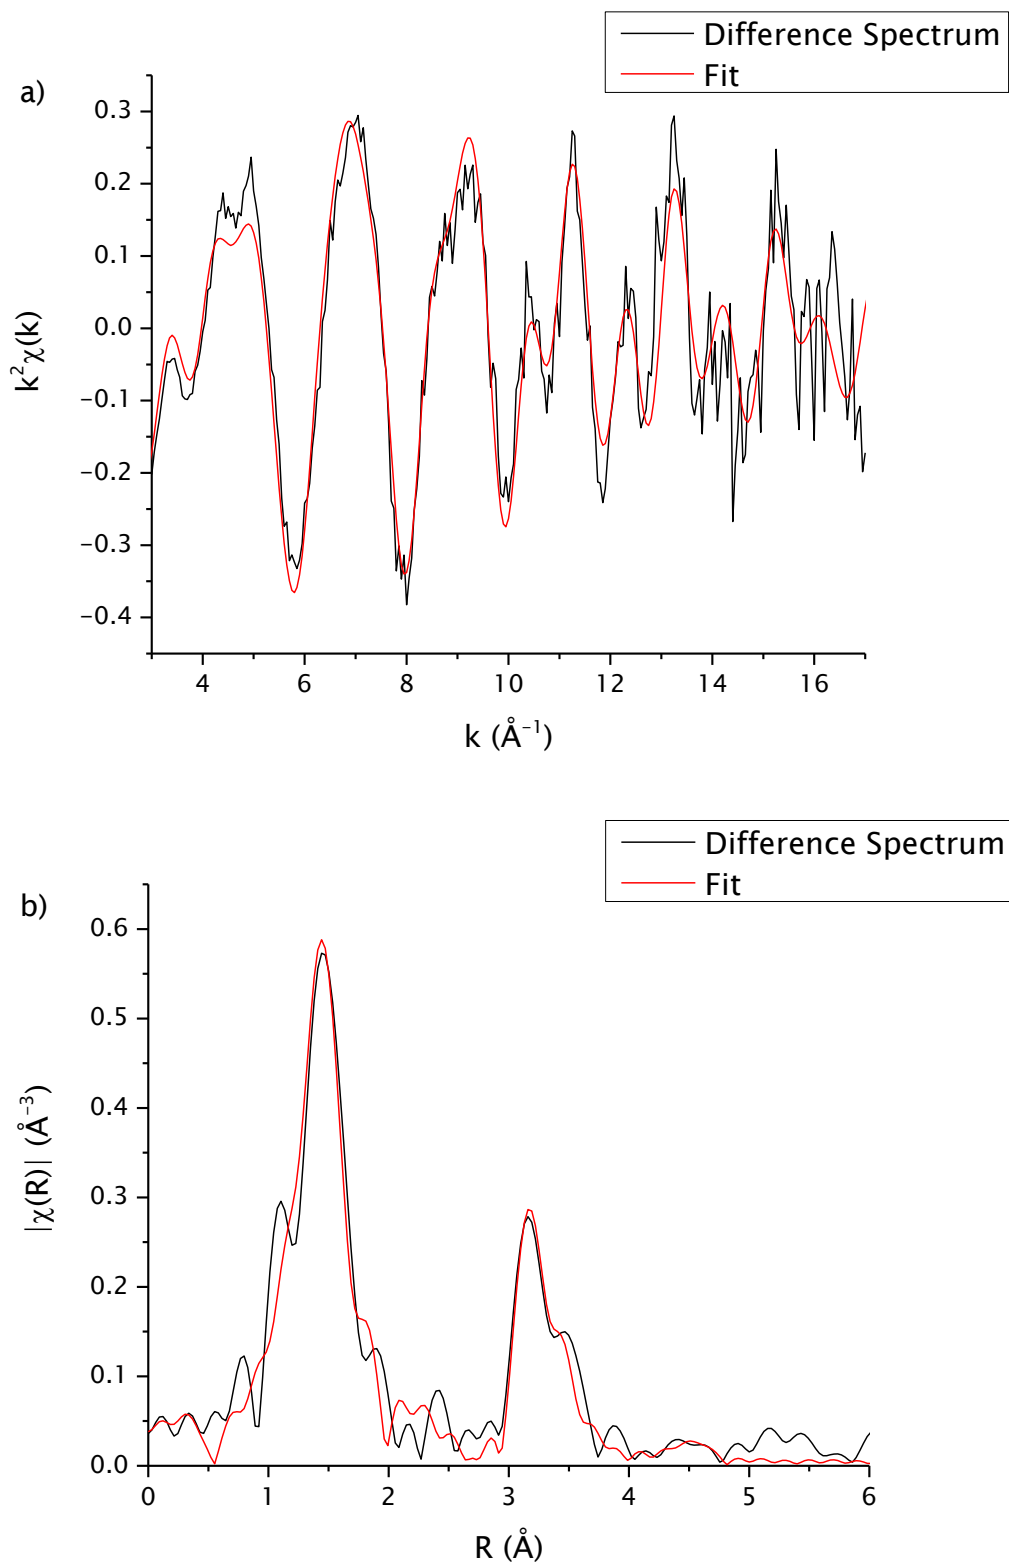 Difference Spectrum
Fit
a)
0.3
0.2
0.1
0.0
−0.1
−0.2
−0.3
−0.4
k²χ(k)
4 6 8 10 12 14 16
k (Å⁻¹)
Difference Spectrum
Fit
b)
0.6
0.5
0.4
0.3
0.2
0.1
0.0
|χ(R)| (Å⁻³)
0 1 2 3 4 5 6
R (Å)